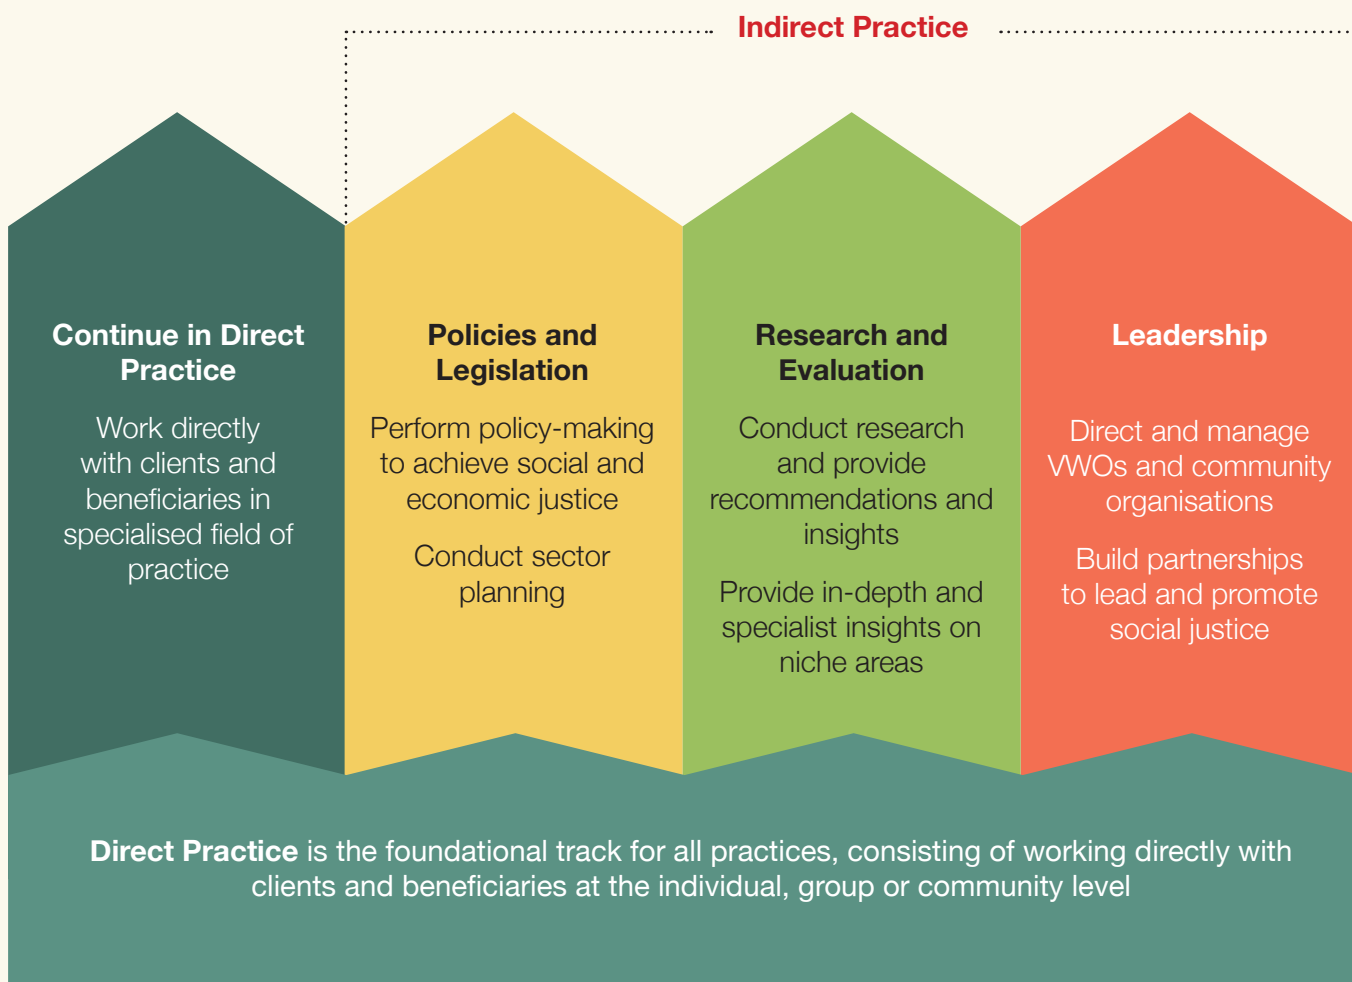 Indirect Practice
Continue in Direct
Practice
Work directly
with clients and
beneficiaries in
specialised field of
practice
Policies and
Legislation
Perform policy-making
to achieve social and
economic justice
Conduct sector
planning
Research and
Evaluation
Conduct research
and provide
recommendations and
insights
Provide in-depth and
specialist insights on
niche areas
Leadership
Direct and manage
VWOs and community
organisations
Build partnerships
to lead and promote
social justice
Direct Practice is the foundational track for all practices, consisting of working directly with
clients and beneficiaries at the individual, group or community level